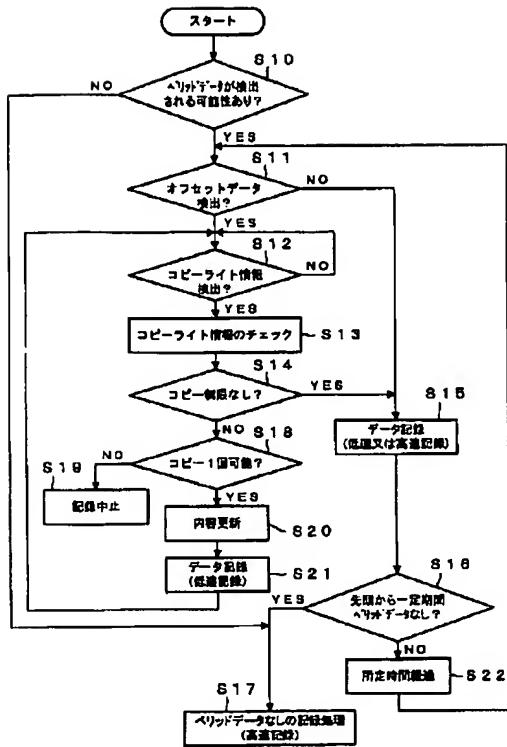 スタート
S10
ベリッドデータが検出
される可能性あり?
NO
YES
S11
オフセットデータ
検出?
NO
YES
S12
コピーライト情報
検出?
NO
YES
コピーライト情報のチェック
S13
S14
コピー制限なし?
YES
NO
S15
データ記録
(低速又は高速記録)
S18
コピー1回可能?
NO
S19
記録中止
YES
内容更新
S20
データ記録
(低速記録)
S21
S16
先頭から一定期間
ベリッドデータなし?
YES
NO
所定時間経過
S22
S17
ベリッドデータなしの記録処理
(高速記録)